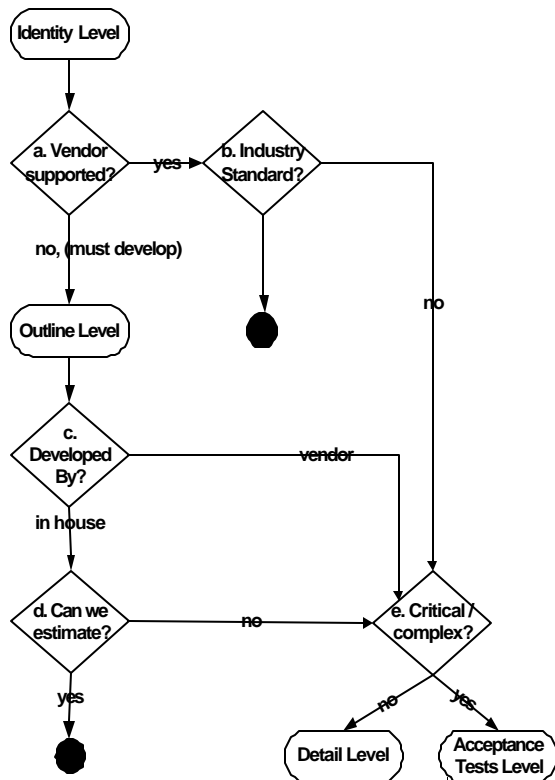 Identity Level
a. Vendor
supported?
yes
b. Industry
Standard?
no, (must develop)
no
Outline Level
c.
Developed
By?
vendor
in house
d. Can we
estimate?
no
e. Critical /
complex?
yes
no
yes
Detail Level
Acceptance
Tests Level